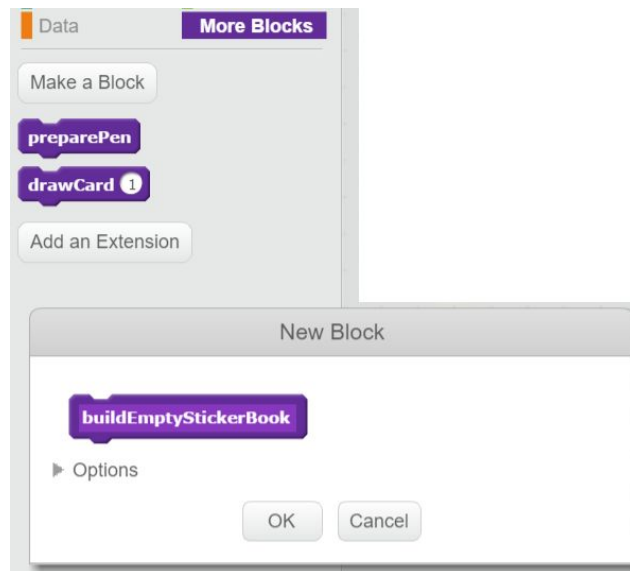 Data More Blocks
Make a Block
preparePen
drawCard 1
Add an Extension
New Block
buildEmptyStickerBook
Options
OK Cancel